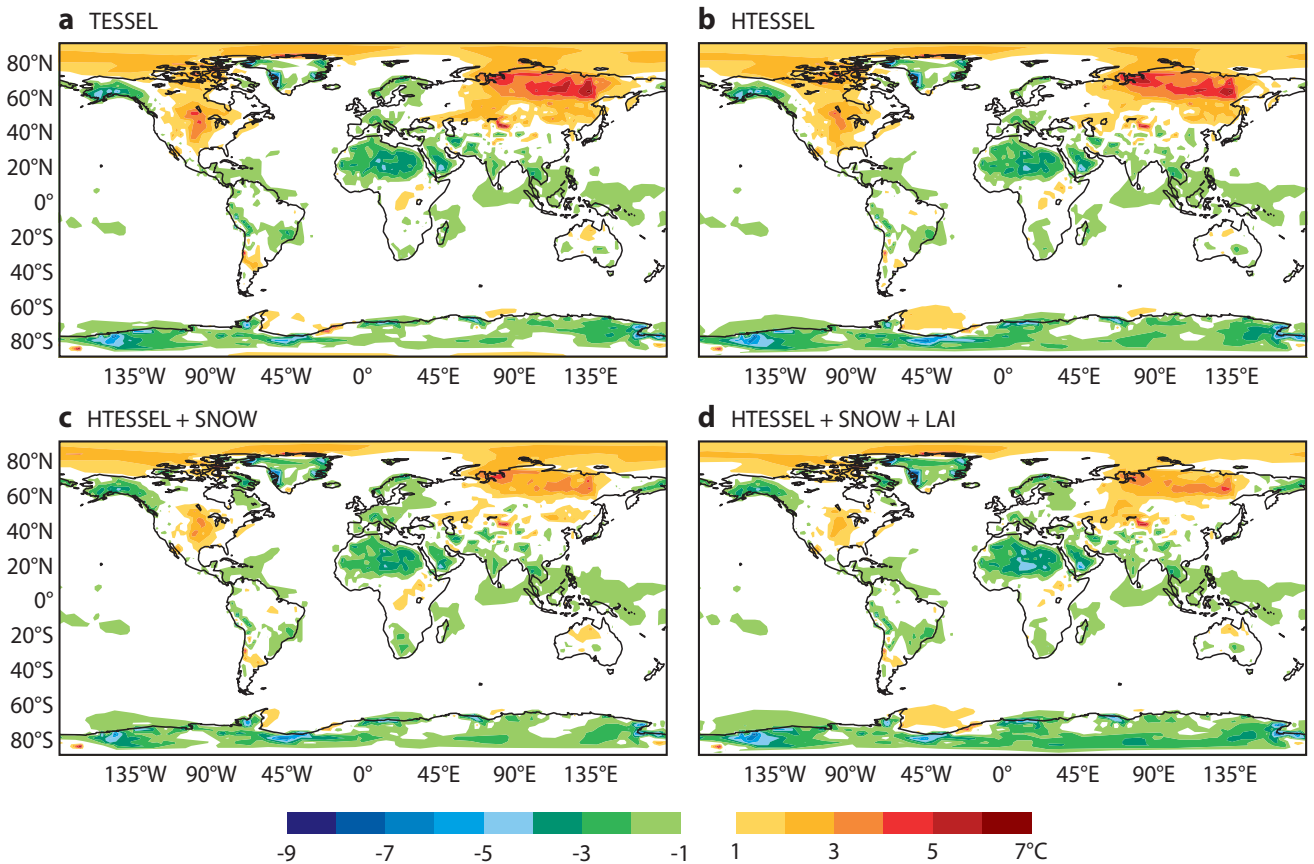 a TESSEL
b HTESSEL
80°N
60°N
40°N
20°N
0°
20°S
40°S
60°S
80°S
135°W 90°W 45°W 0° 45°E 90°E 135°E
135°W 90°W 45°W 0° 45°E 90°E 135°E
c HTESSEL + SNOW
d HTESSEL + SNOW + LAI
80°N
60°N
40°N
20°N
0°
20°S
40°S
60°S
80°S
135°W 90°W 45°W 0° 45°E 90°E 135°E
135°W 90°W 45°W 0° 45°E 90°E 135°E
-9 -7 -5 -3 -1 1 3 5 7°C